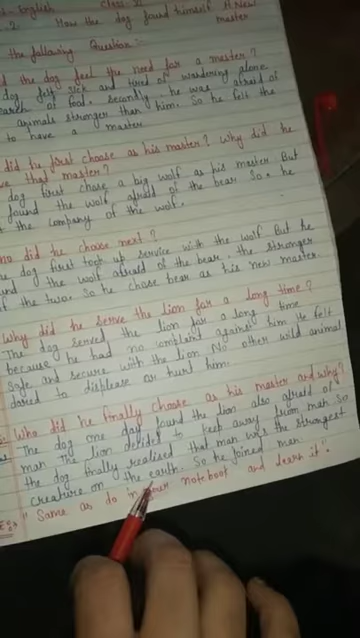 English Class VI
2. How the dog found himself A New master
the following Question:-
did the dog feel the need for a master?
dog felt sick and tired of wandering alone
search of food. secondly, he was afraid of
animals stronger than him. So he felt the
to have a master
did he first choose as his master? Why did he
that master?
dog first chose a big wolf as his master But
found the wolf afraid of the bear So he
the company of the wolf.
who did he choose next?
dog first took up service with the wolf But he
the wolf afraid of the bear. the stronger
of the two. So he chose bear as his new master.
Why did he serve the lion for a long time?
The dog served the lion for a long time
because he had no complaint against him He felt
Safe and secure with the lion No other wild animal
dared to displease or hurt him.
Who did he finally choose as his master and why?
The dog one day found the lion also afraid of
man The lion decided to keep away from man So
the dog finally realised that man was the strongest
creature on the earth. So he joined man.
"Same as do in your notebook and learn it".